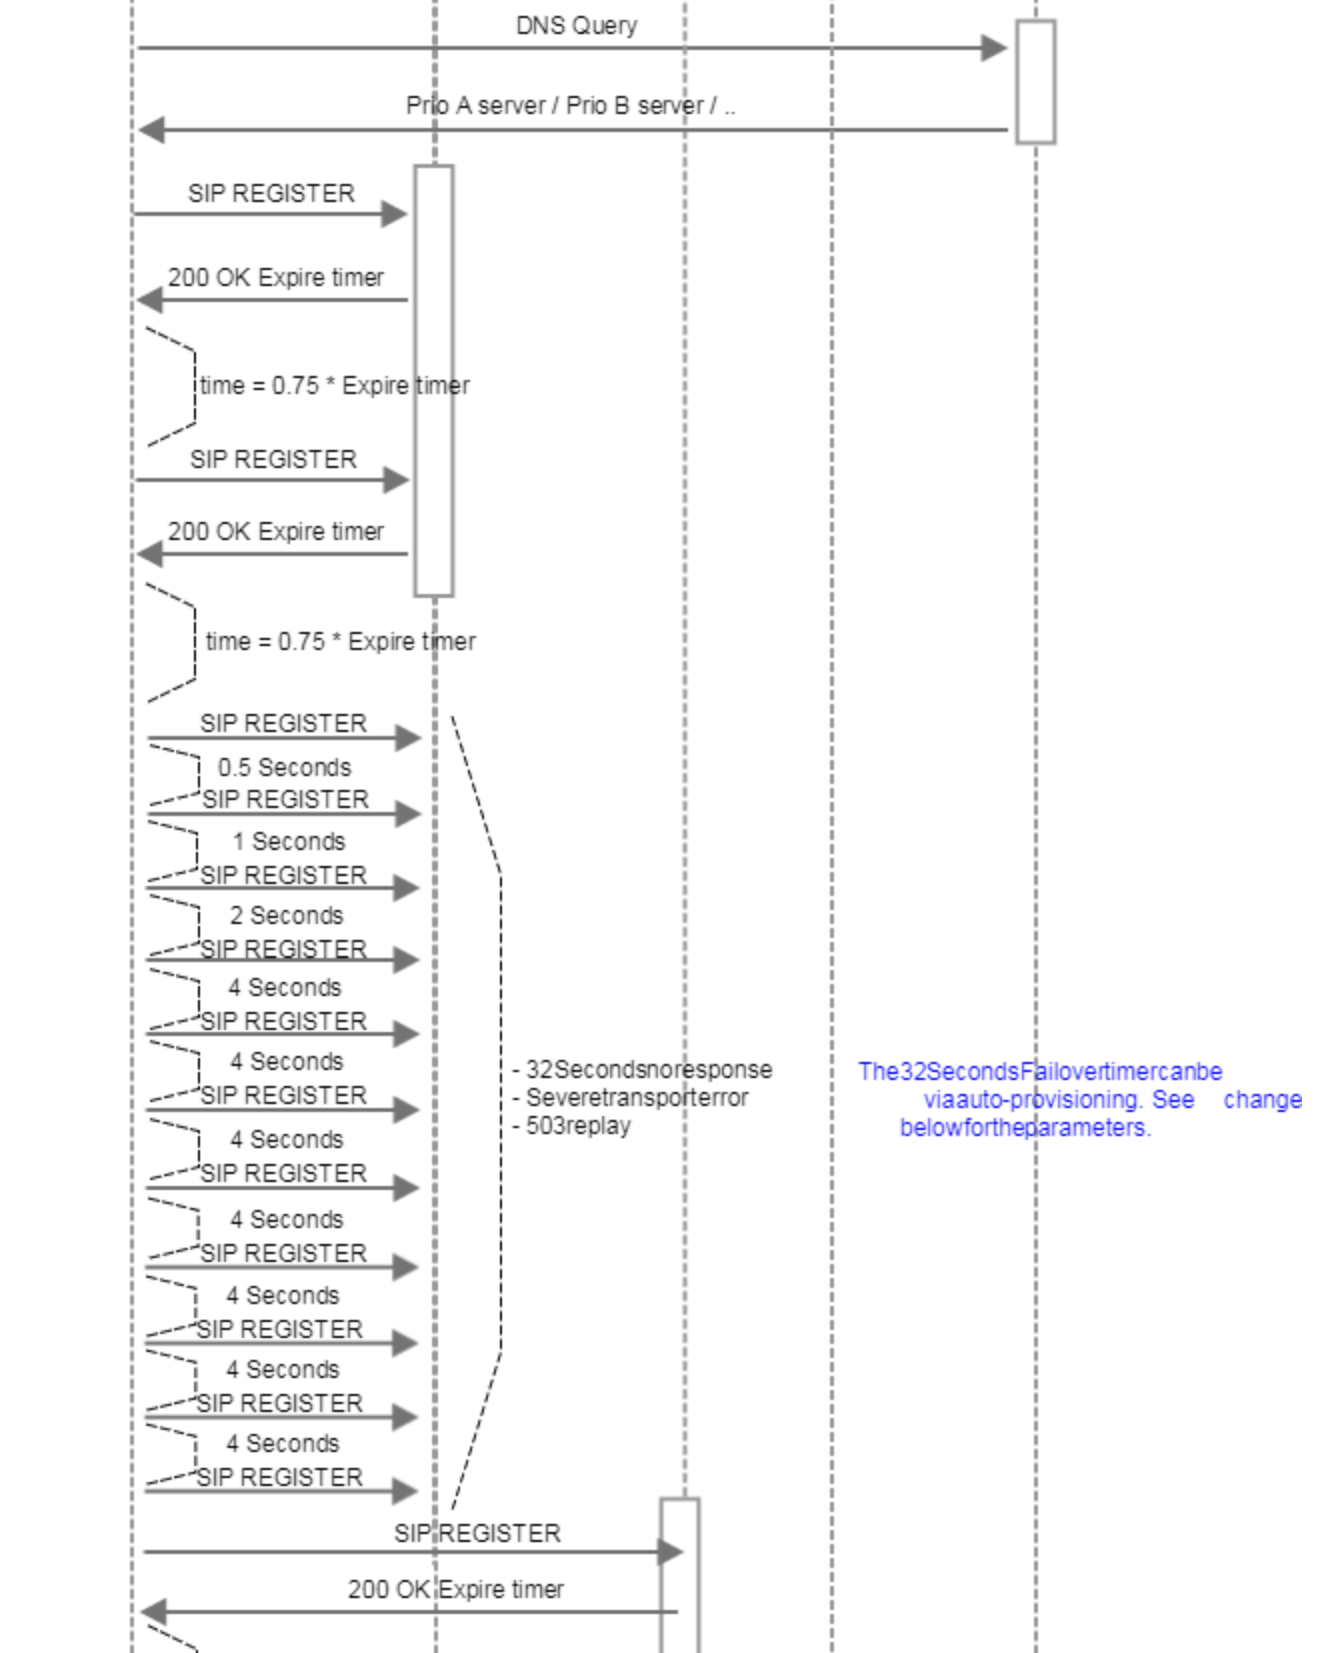 DNS Query
Prio A server / Prio B server / ..
SIP REGISTER
200 OK Expire timer
time = 0.75 * Expire timer
SIP REGISTER
200 OK Expire timer
time = 0.75 * Expire timer
SIP REGISTER
0.5 Seconds
SIP REGISTER
1 Seconds
SIP REGISTER
2 Seconds
SIP REGISTER
4 Seconds
SIP REGISTER
4 Seconds
SIP REGISTER
4 Seconds
SIP REGISTER
4 Seconds
SIP REGISTER
4 Seconds
SIP REGISTER
4 Seconds
SIP REGISTER
4 Seconds
SIP REGISTER
- 32Secondsnoresponse
- Severetransporterror
- 503replay
The32SecondsFailovertimercanbe
viaauto-provisioning. See change
belowfortheparameters.
SIP REGISTER
200 OK Expire timer